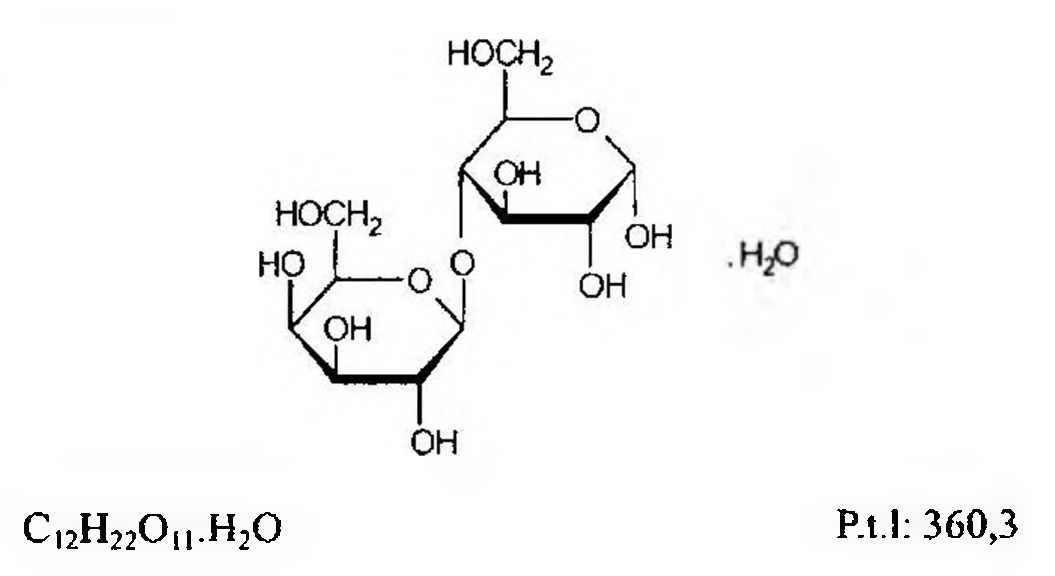 HOCH₂
O
OH
HOCH₂
OH
.H₂O
HO
O
O
OH
OH
OH
C₁₂H₂₂O₁₁.H₂O
P.t.l: 360,3